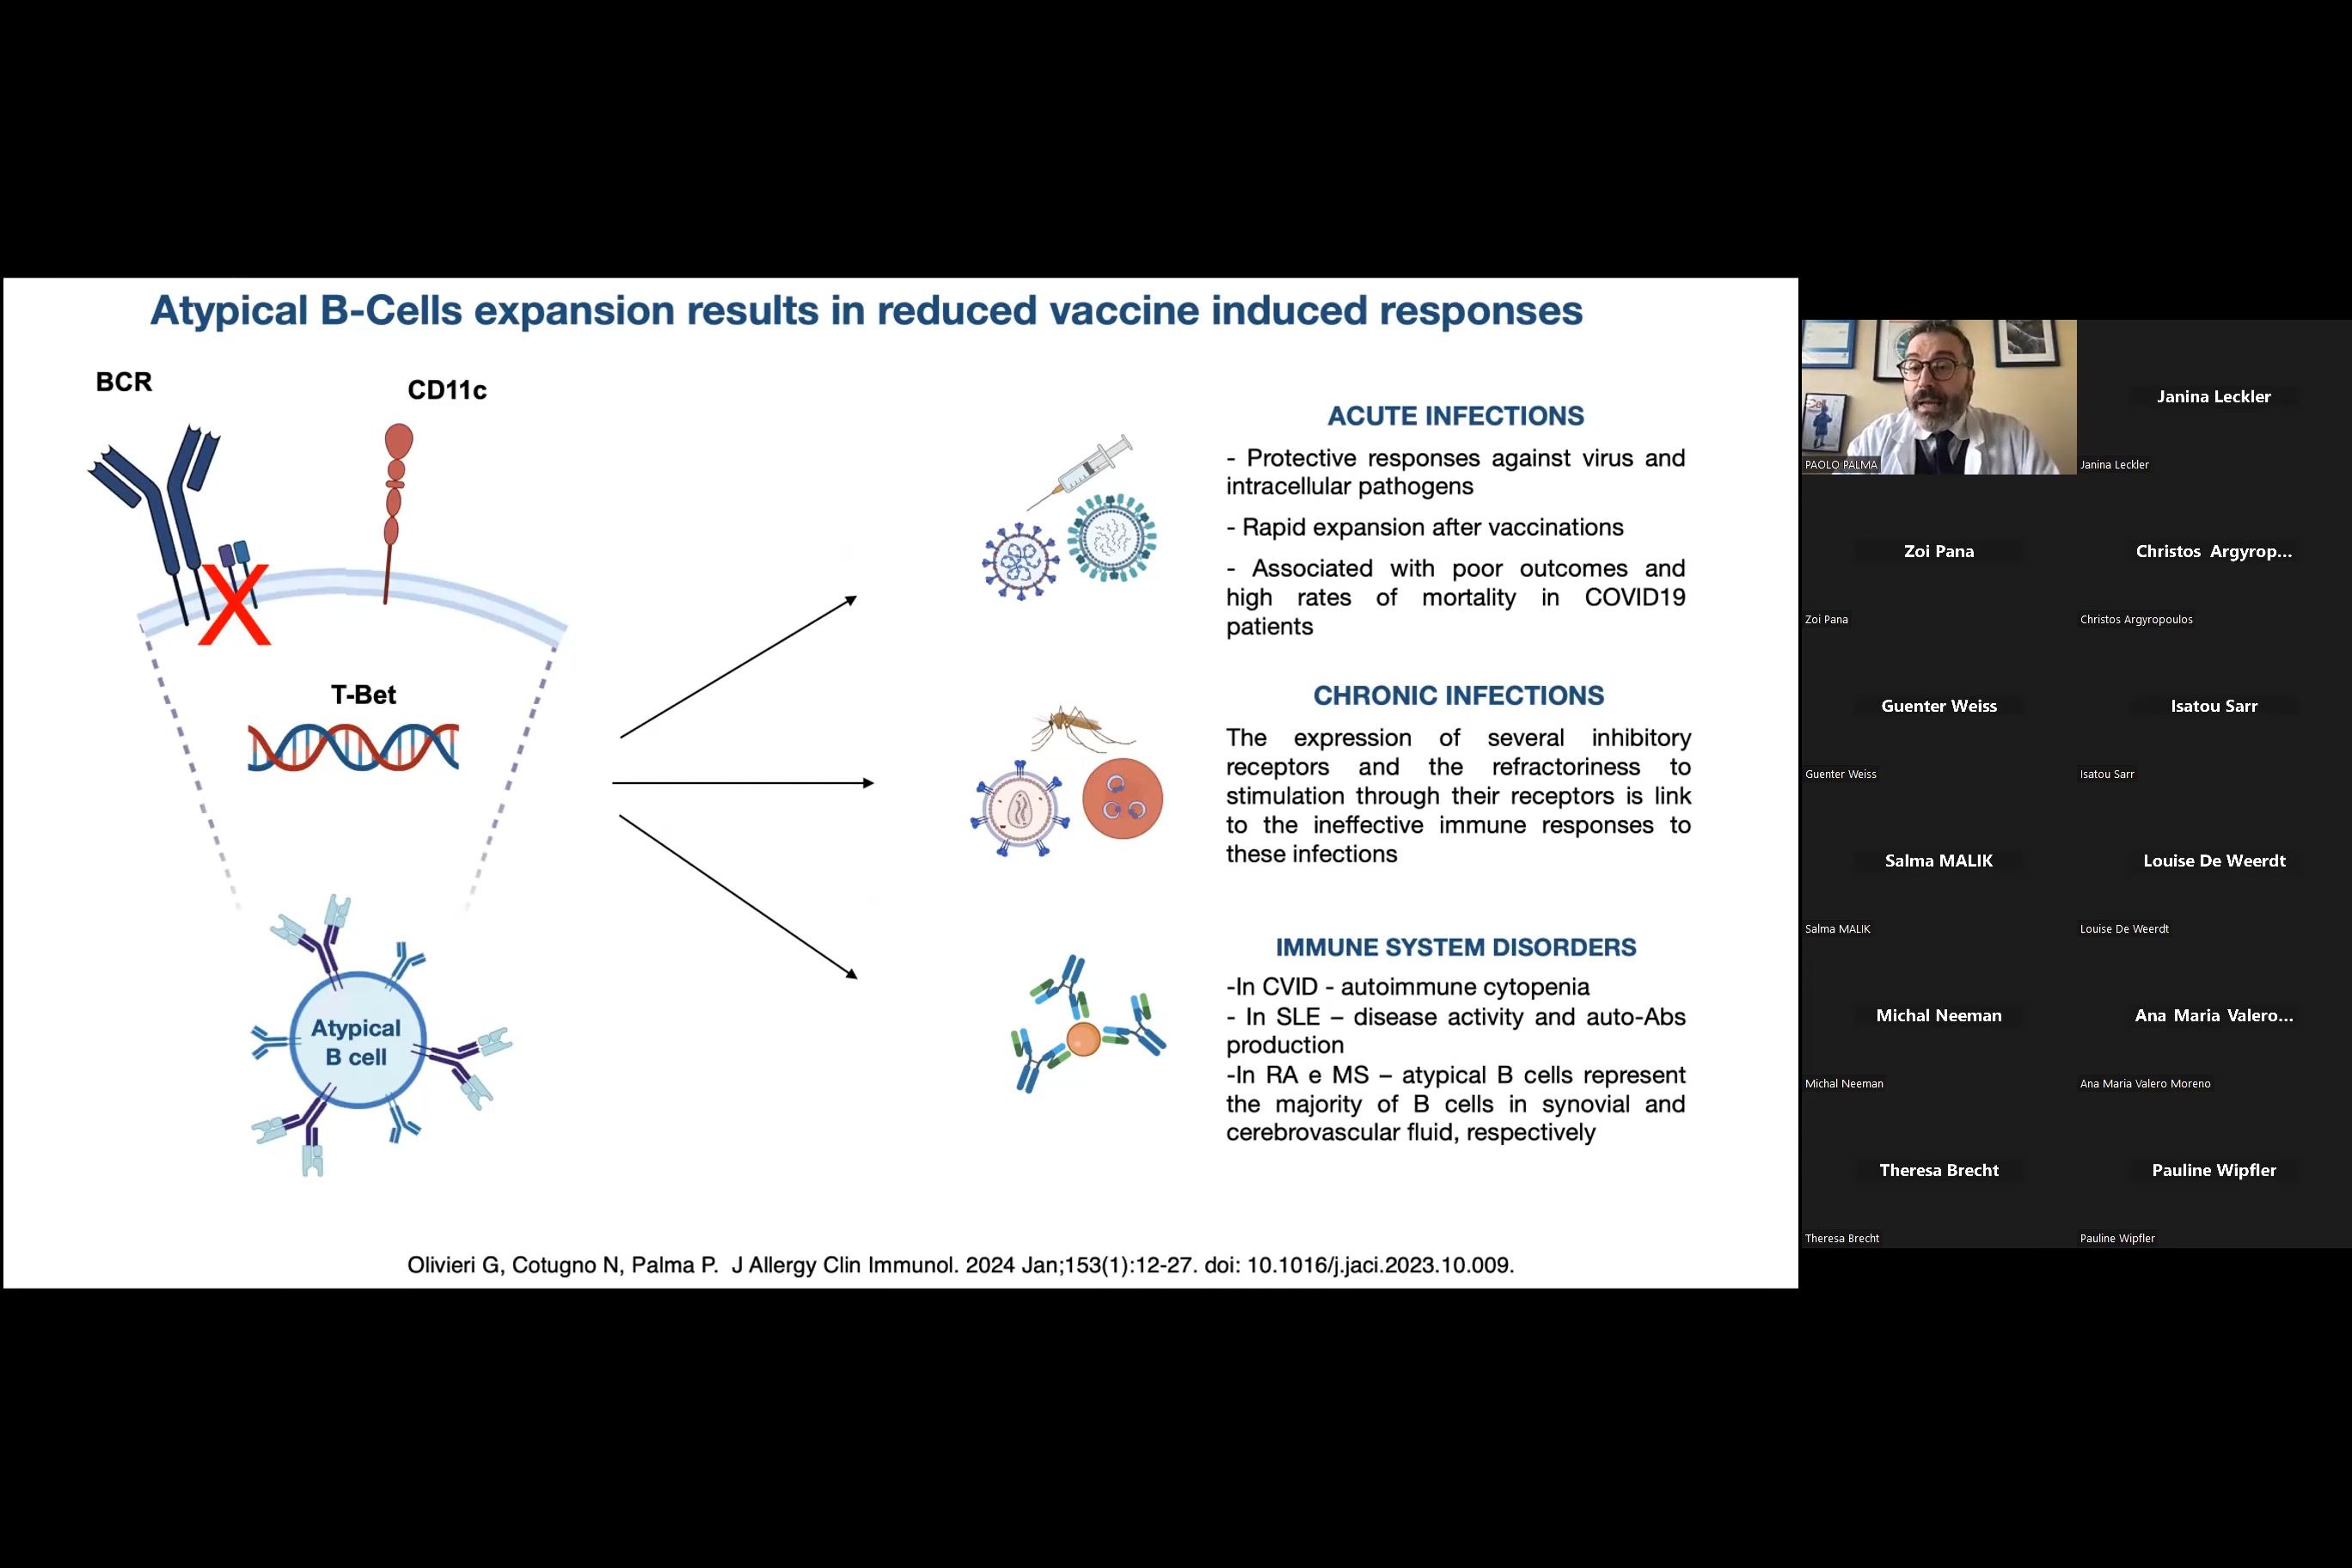 Atypical B-Cells expansion results in reduced vaccine induced responses
BCR
CD11c
X
T-Bet
Atypical
B cell
ACUTE INFECTIONS
- Protective responses against virus and
intracellular pathogens
- Rapid expansion after vaccinations
- Associated with poor outcomes and
high rates of mortality in COVID19
patients
CHRONIC INFECTIONS
The expression of several inhibitory
receptors and the refractoriness to
stimulation through their receptors is link
to the ineffective immune responses to
these infections
IMMUNE SYSTEM DISORDERS
-In CVID - autoimmune cytopenia
- In SLE – disease activity and auto-Abs
production
-In RA e MS – atypical B cells represent
the majority of B cells in synovial and
cerebrovascular fluid, respectively
Olivieri G, Cotugno N, Palma P. J Allergy Clin Immunol. 2024 Jan;153(1):12-27. doi: 10.1016/j.jaci.2023.10.009.
PAOLO PALMA
Janina Leckler
Janina Leckler
Zoi Pana
Zoi Pana
Christos Argyrop...
Christos Argyropoulos
Guenter Weiss
Guenter Weiss
Isatou Sarr
Isatou Sarr
Salma MALIK
Salma MALIK
Louise De Weerdt
Louise De Weerdt
Michal Neeman
Michal Neeman
Ana Maria Valero...
Ana Maria Valero Moreno
Theresa Brecht
Theresa Brecht
Pauline Wipfler
Pauline Wipfler